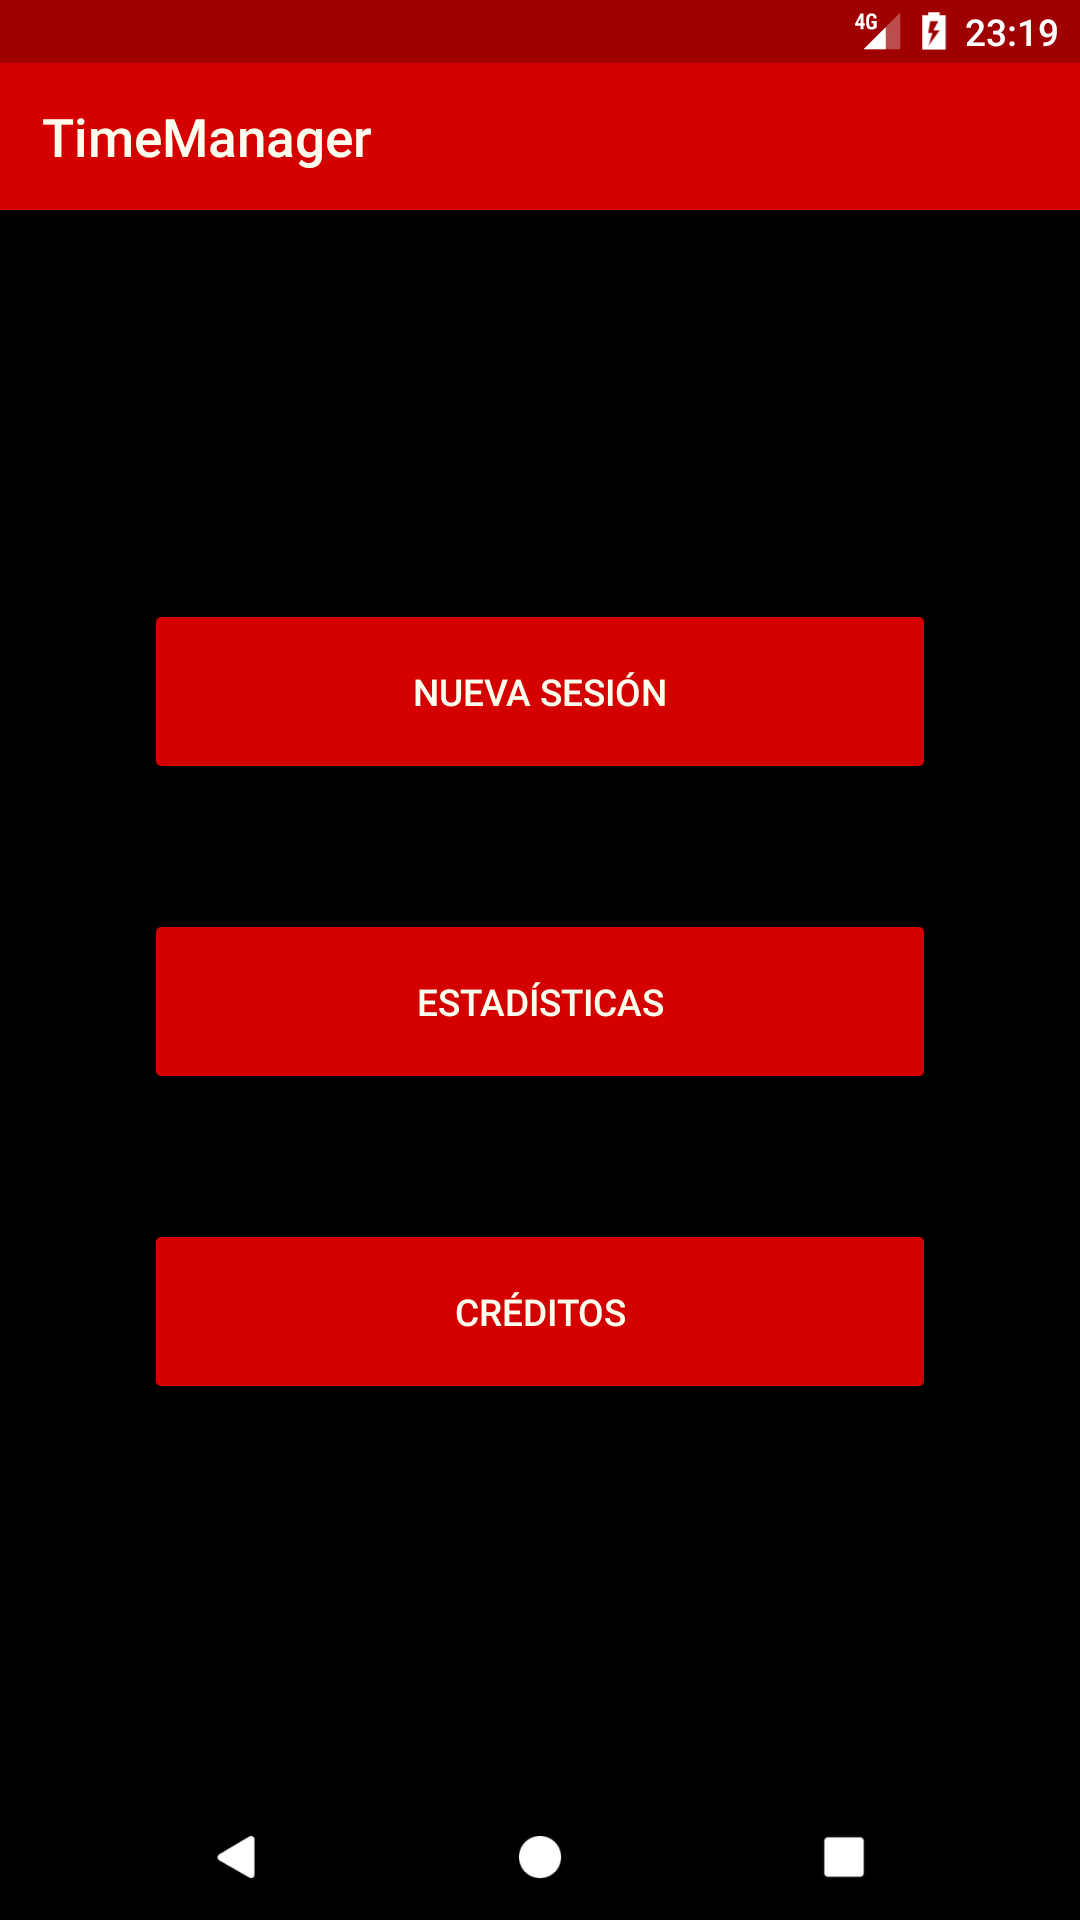 4G 23:19
TimeManager
NUEVA SESIÓN
ESTADÍSTICAS
CRÉDITOS